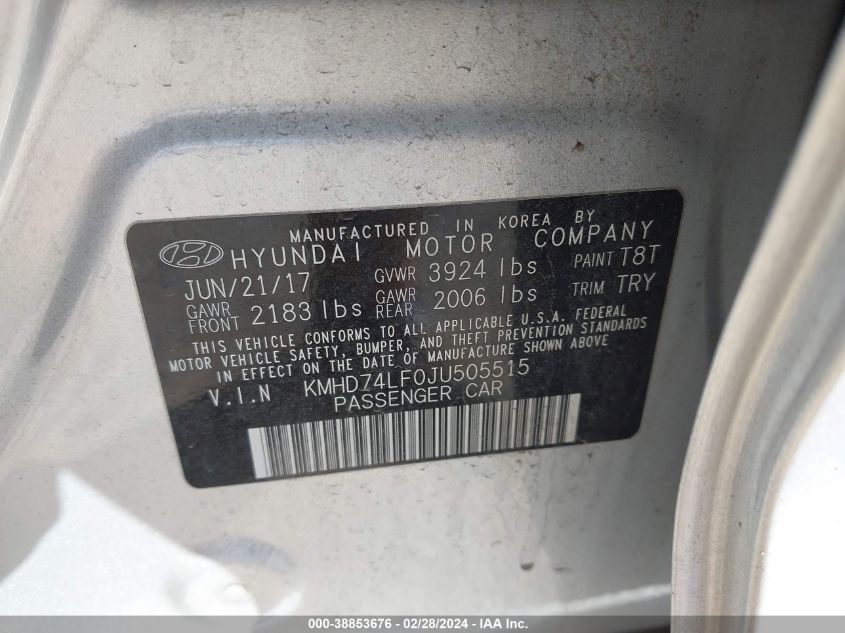 MANUFACTURED IN KOREA BY
HYUNDAI MOTOR COMPANY
JUN/21/17 GVWR 3924 lbs PAINT T8T
GAWR FRONT 2183 lbs GAWR REAR 2006 lbs TRIM TRY
THIS VEHICLE CONFORMS TO ALL APPLICABLE U.S.A. FEDERAL
MOTOR VEHICLE SAFETY, BUMPER, AND THEFT PREVENTION STANDARDS
IN EFFECT ON THE DATE OF MANUFACTURE SHOWN ABOVE
V.I.N KMHD74LF0JU505515
PASSENGER CAR
000-38853676 - 02/28/2024 - IAA HD